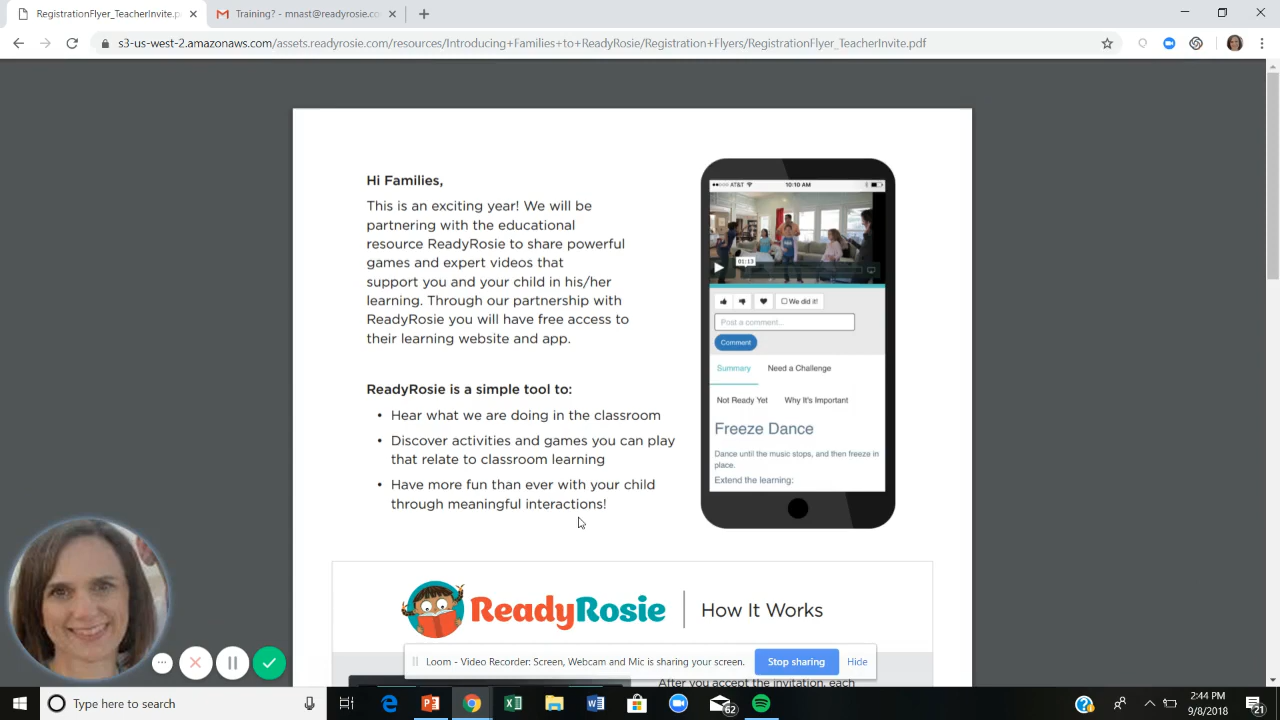 RegistrationFlyer_TeacherInvite.p
Training? - mnast@readyrosie.co
s3-us-west-2.amazonaws.com/assets.readyrosie.com/resources/Introducing+Families+to+ReadyRosie/Registration+Flyers/RegistrationFlyer_TeacherInvite.pdf
Hi Families,
This is an exciting year! We will be
partnering with the educational
resource ReadyRosie to share powerful
games and expert videos that
support you and your child in his/her
learning. Through our partnership with
ReadyRosie you will have free access to
their learning website and app.
ReadyRosie is a simple tool to:
• Hear what we are doing in the classroom
• Discover activities and games you can play
that relate to classroom learning
• Have more fun than ever with your child
through meaningful interactions!
AT&T 10:10 AM
01:13
We did it!
Post a comment...
Comment
Summary Need a Challenge
Not Ready Yet Why It's Important
Freeze Dance
Dance until the music stops, and then freeze in
place.
Extend the learning:
ReadyRosie | How It Works
Loom - Video Recorder: Screen, Webcam and Mic is sharing your screen. Stop sharing Hide
After you accept the invitation, each
Type here to search
62
2:44 PM
9/8/2018
21